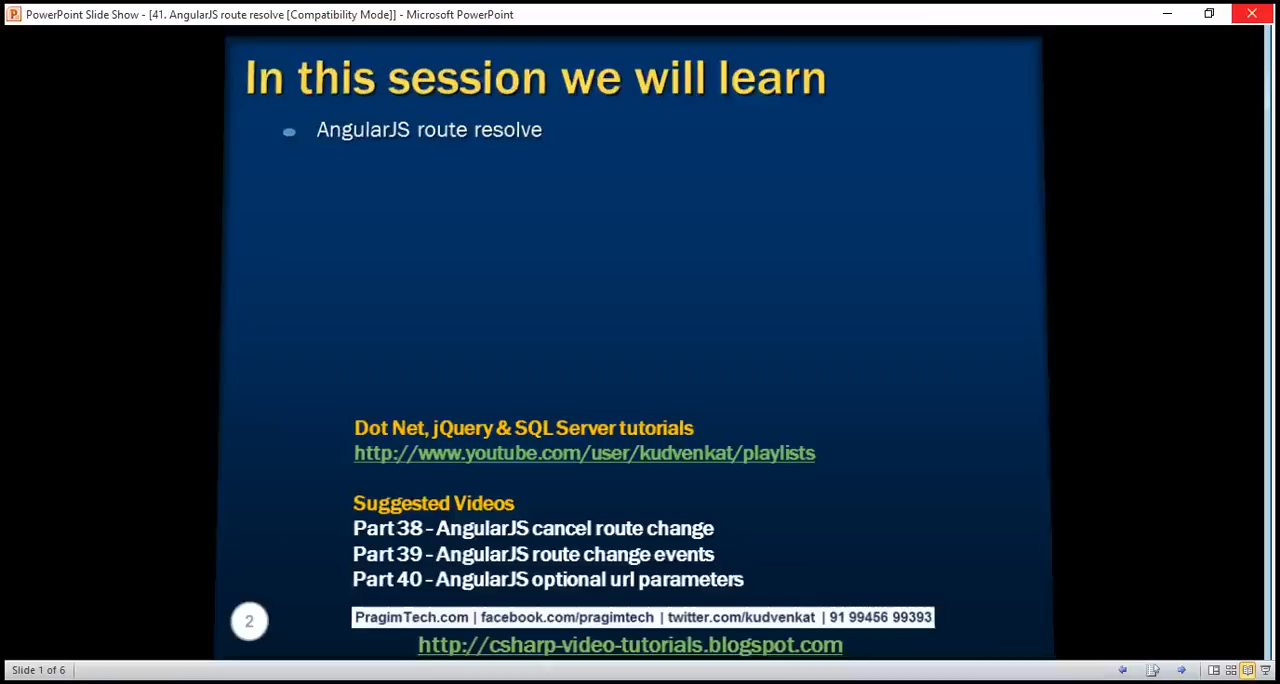 PowerPoint Slide Show - [41. AngularJS route resolve [Compatibility Mode]] - Microsoft PowerPoint
In this session we will learn
AngularJS route resolve
Dot Net, jQuery & SQL Server tutorials
http://www.youtube.com/user/kudvenkat/playlists
Suggested Videos
Part 38 - AngularJS cancel route change
Part 39 - AngularJS route change events
Part 40 - AngularJS optional url parameters
2
PragimTech.com | facebook.com/pragimtech | twitter.com/kudvenkat | 91 99456 99393
http://csharp-video-tutorials.blogspot.com
Slide 1 of 6